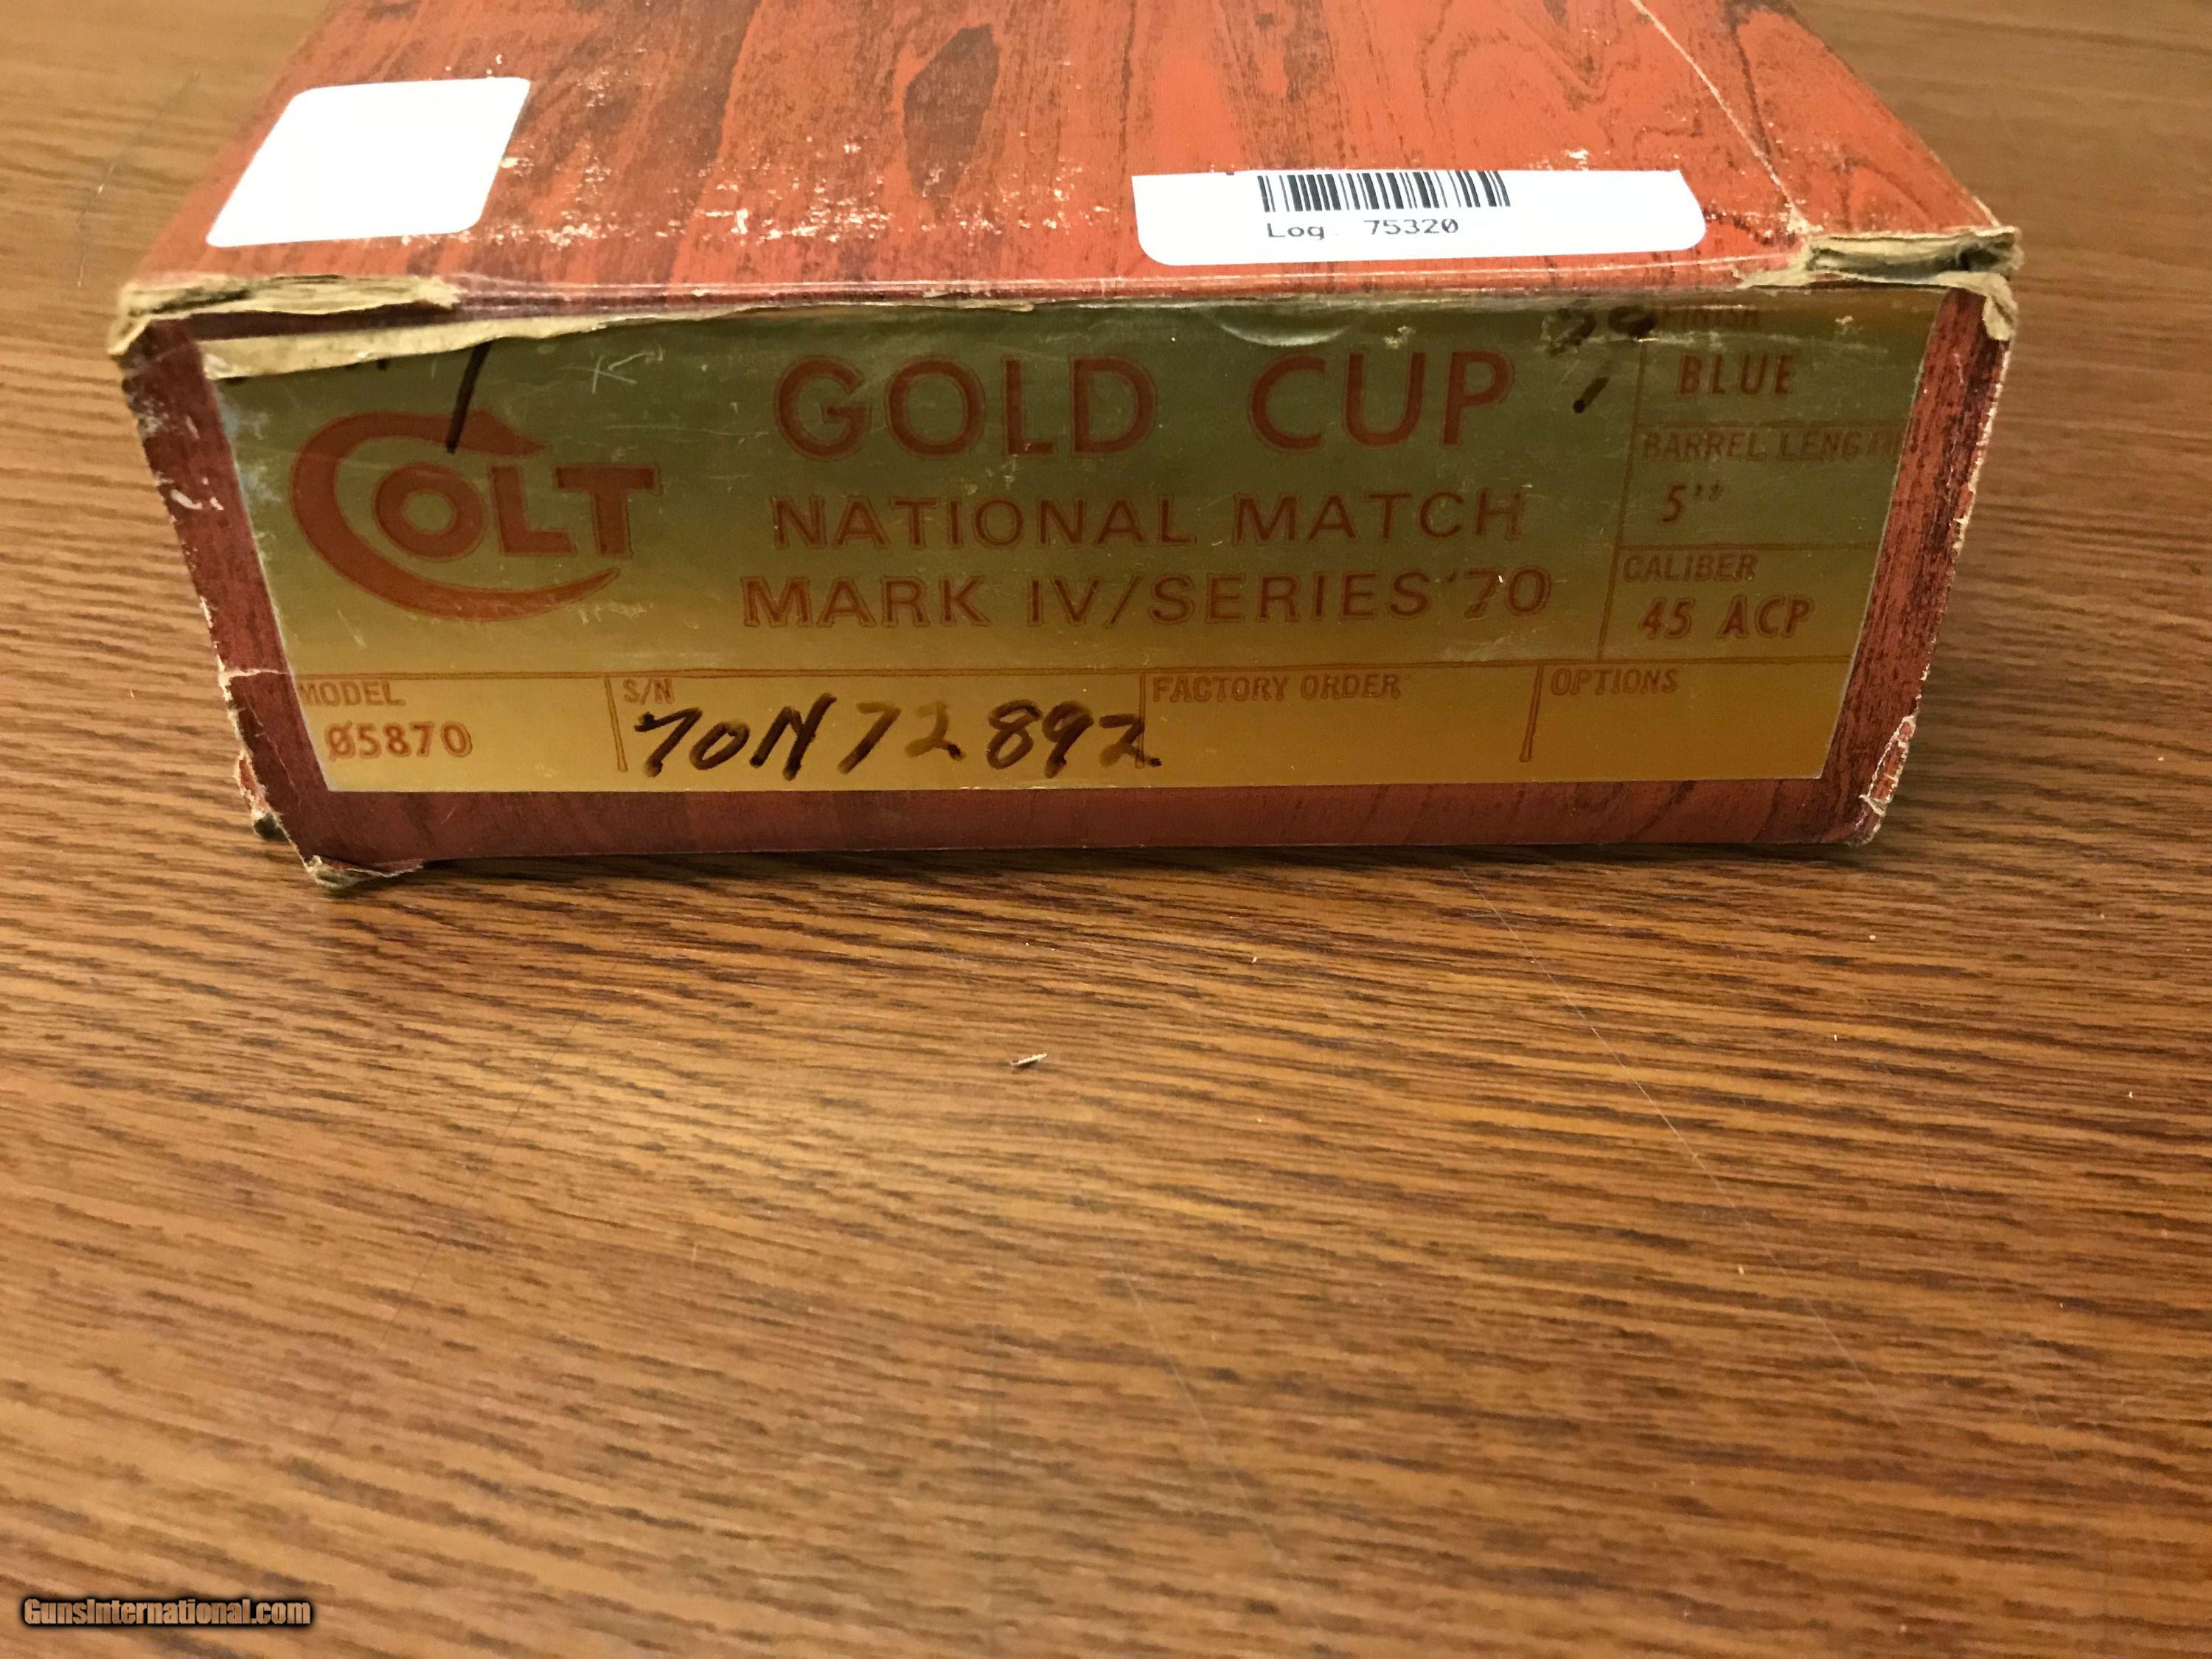 Log 75320
FINISH
BLUE
COLT
GOLD CUP
NATIONAL MATCH
MARK IV/SERIES '70
BARREL LENGTH
5"
CALIBER
45 ACP
MODEL
Ø5870
S/N
70N72892
FACTORY ORDER
OPTIONS
GunsInternational.com